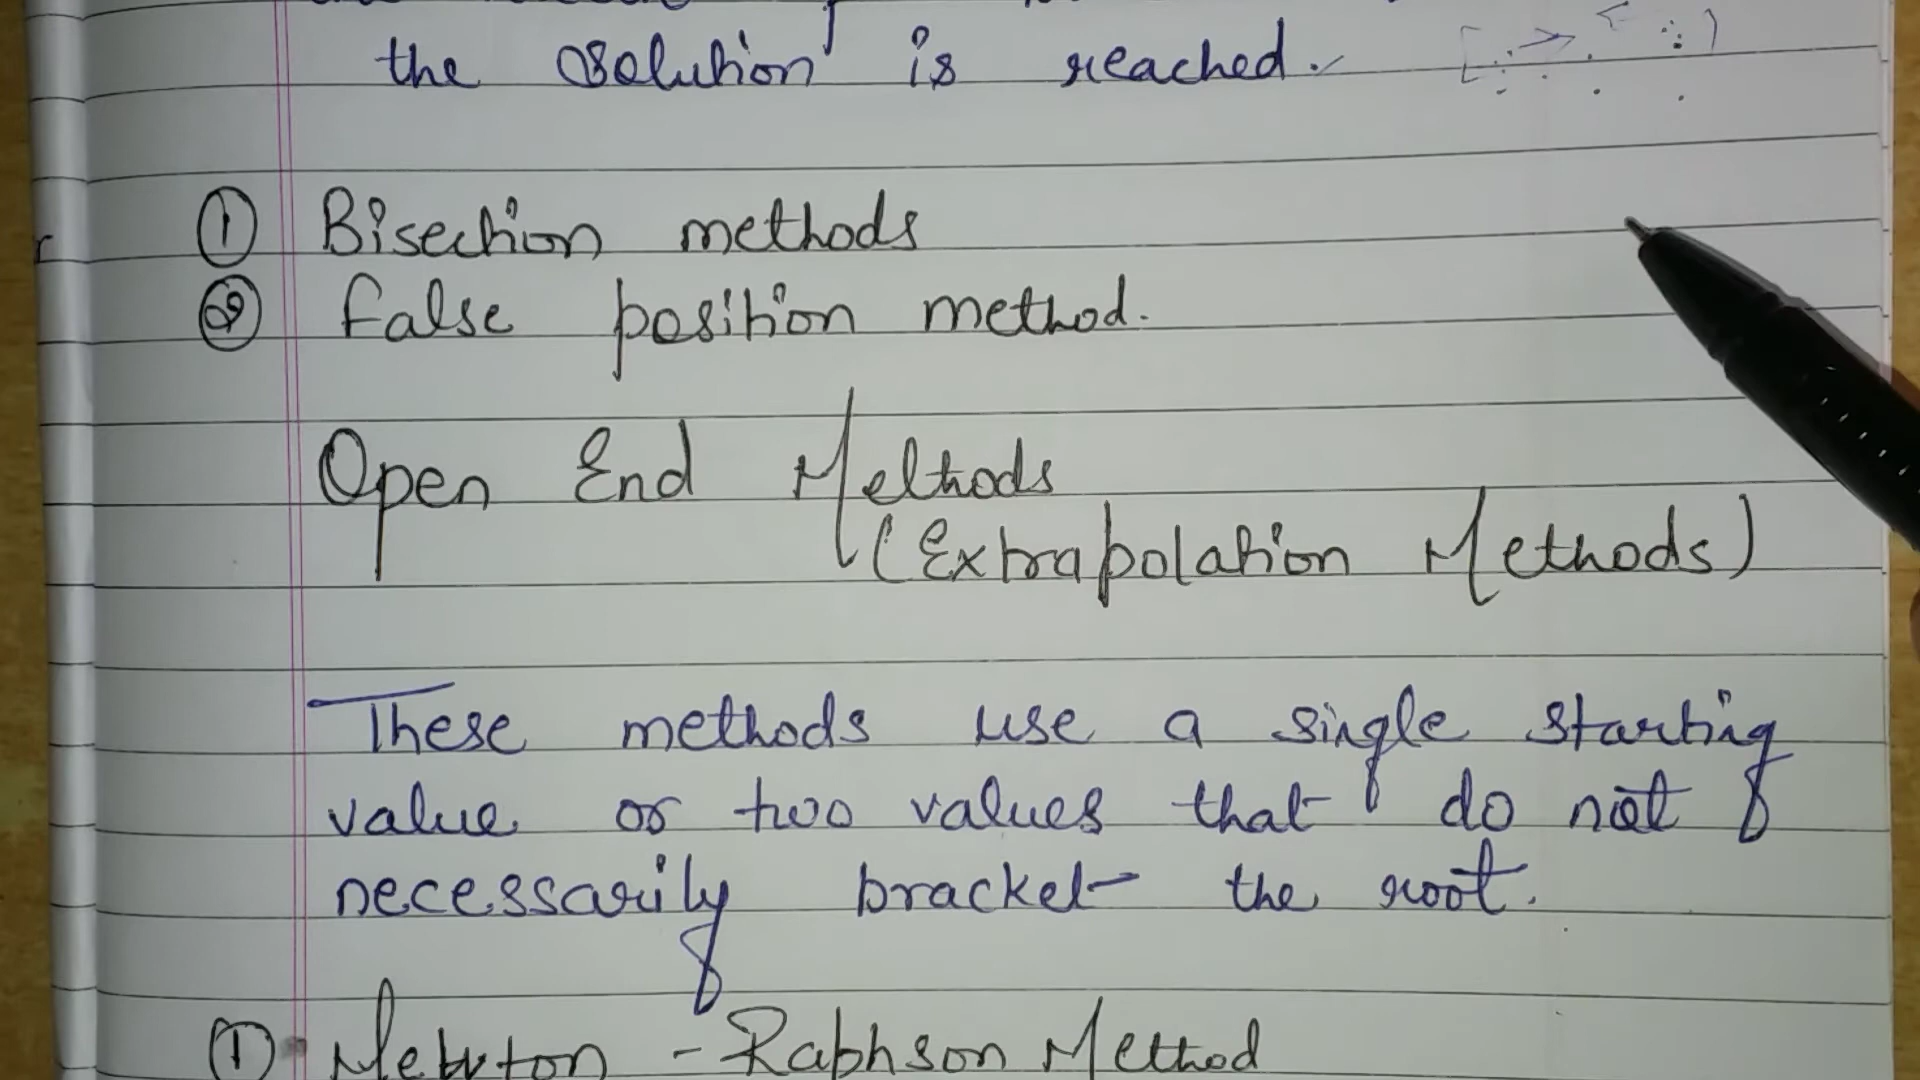 the solution is reached.
① Bisection methods
② False position method.
Open End Methods
(Extrapolation Methods)
These methods use a single starting
value or two values that do not
necessarily bracket the root.
① Newton - Raphson Method